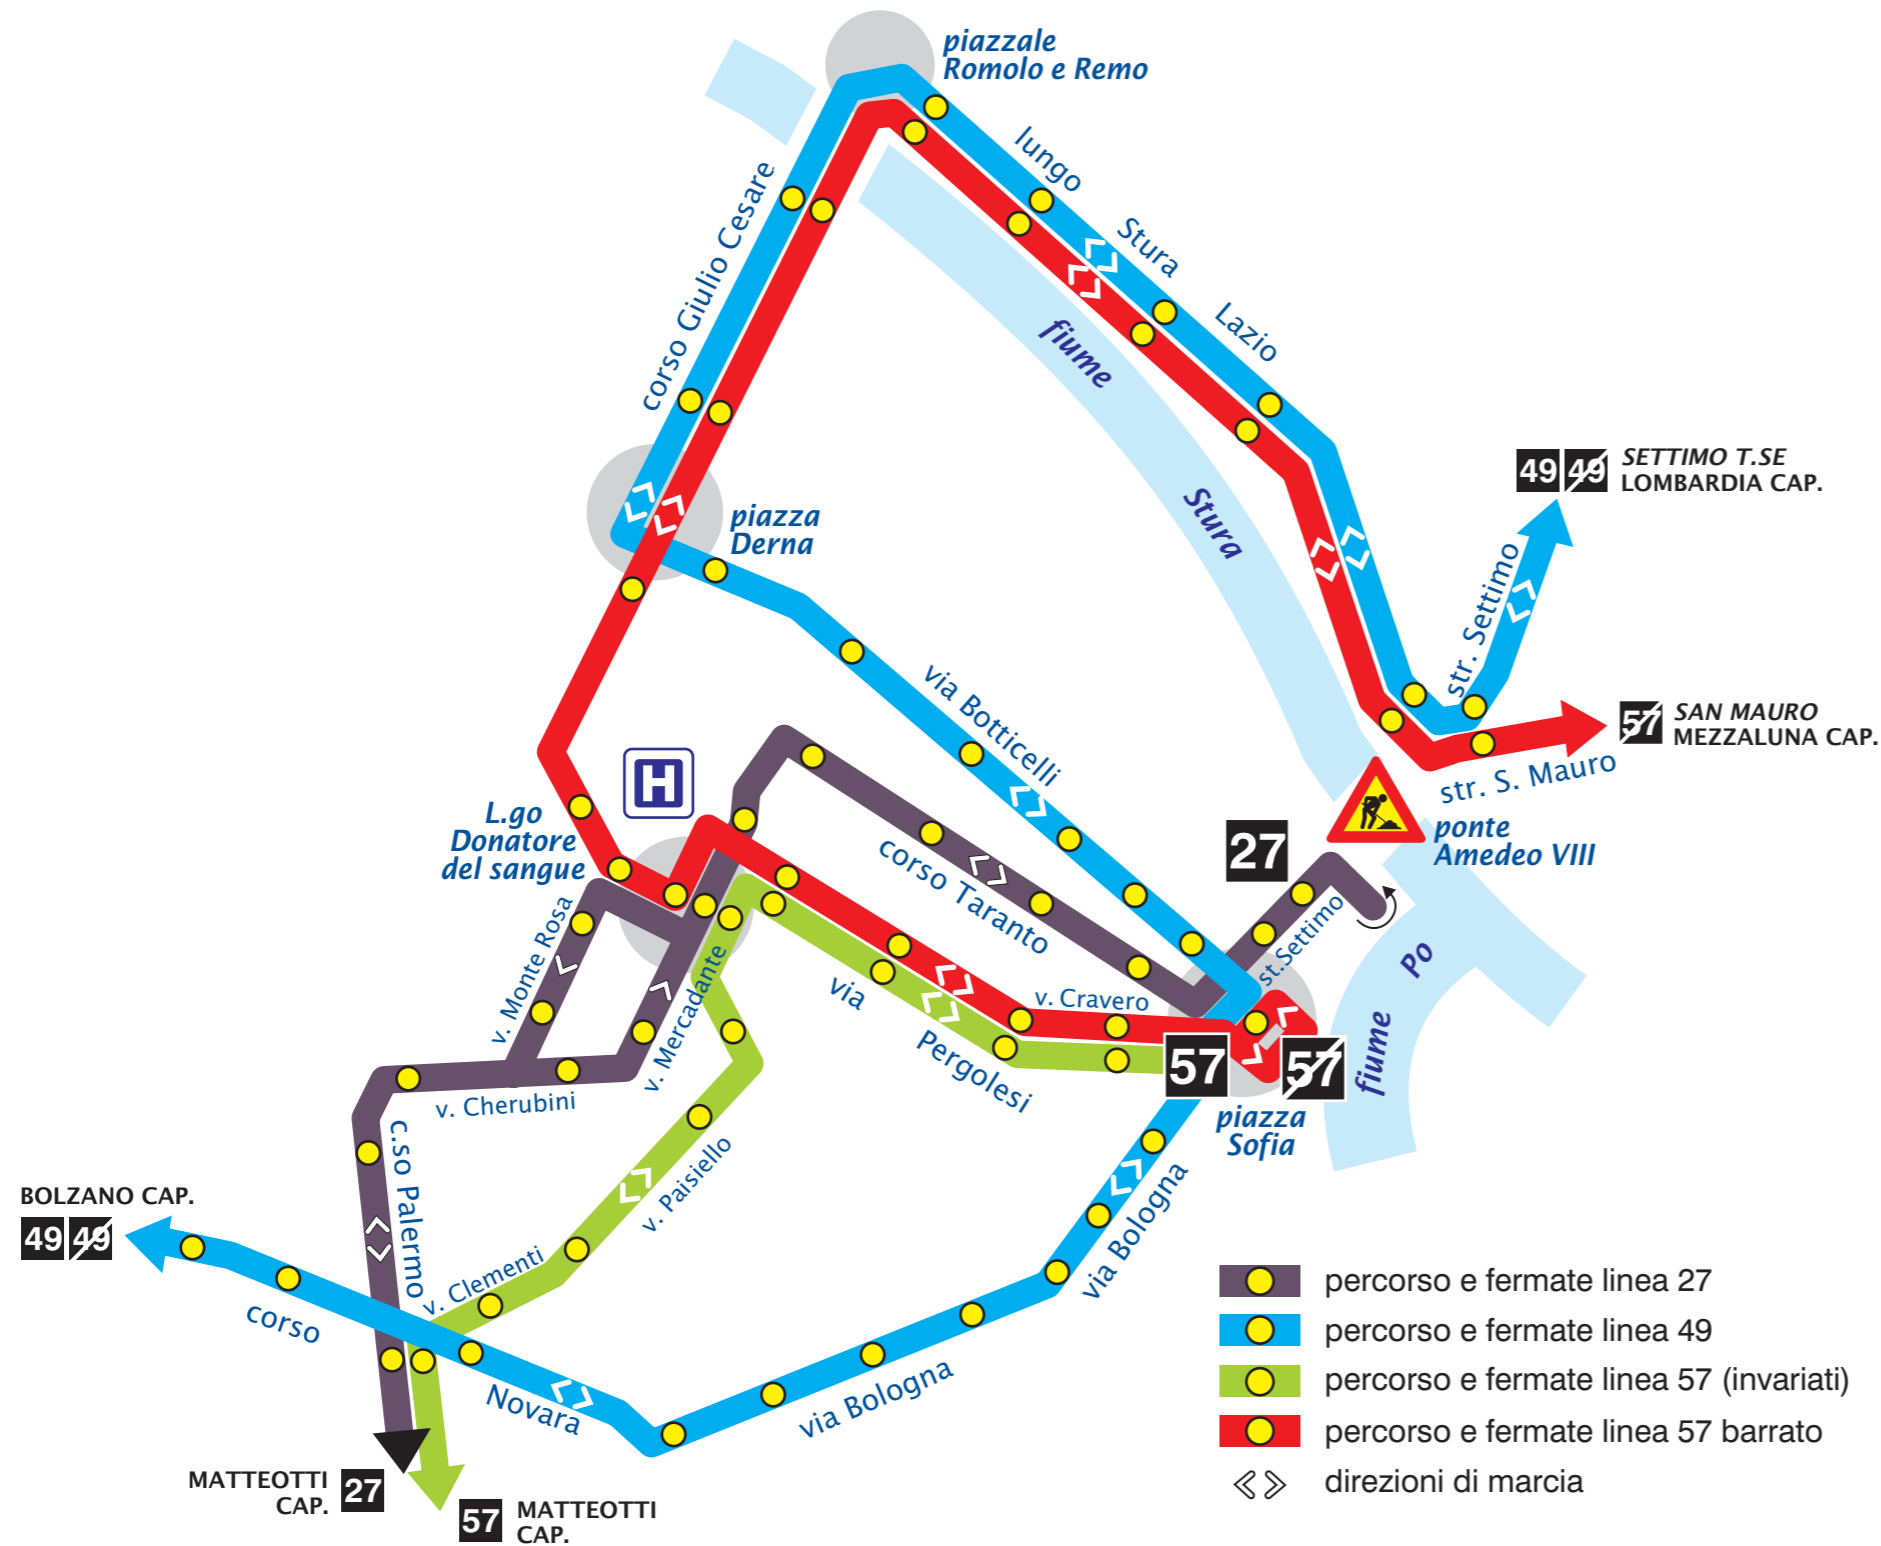 piazzale
Romolo e Remo
lungo
Stura
Lazio
corso Giulio Cesare
fiume
Stura
piazza
Derna
49 49
SETTIMO T.SE
LOMBARDIA CAP.
str. Settimo
57
SAN MAURO
MEZZALUNA CAP.
str. S. Mauro
via Botticelli
H
L.go
Donatore
del sangue
27
ponte
Amedeo VIII
corso Taranto
st.Settimo
Po
fiume
v. Monte Rosa
v. Mercadante
via
Pergolesi
v. Cravero
57
57
piazza
Sofia
v. Cherubini
c.so Palermo
v. Paisiello
v. Clementi
via Bologna
BOLZANO CAP.
49 49
corso
Novara
via Bologna
MATTEOTTI
CAP.
27
57
MATTEOTTI
CAP.
percorso e fermate linea 27
percorso e fermate linea 49
percorso e fermate linea 57 (invariati)
percorso e fermate linea 57 barrato
direzioni di marcia